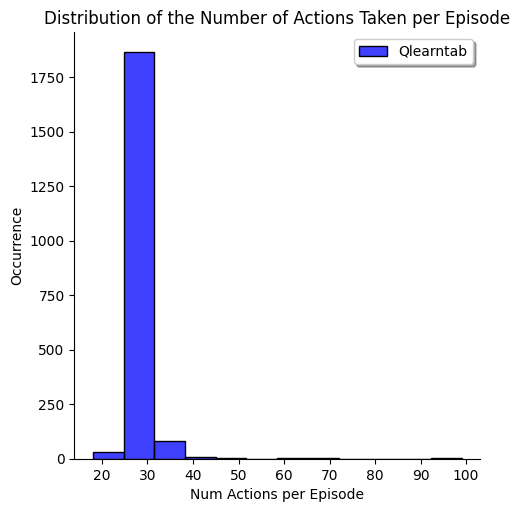 Distribution of the Number of Actions Taken per Episode
Qlearntab
1750
1500
1250
1000
750
500
250
0
Occurrence
20 30 40 50 60 70 80 90 100
Num Actions per Episode